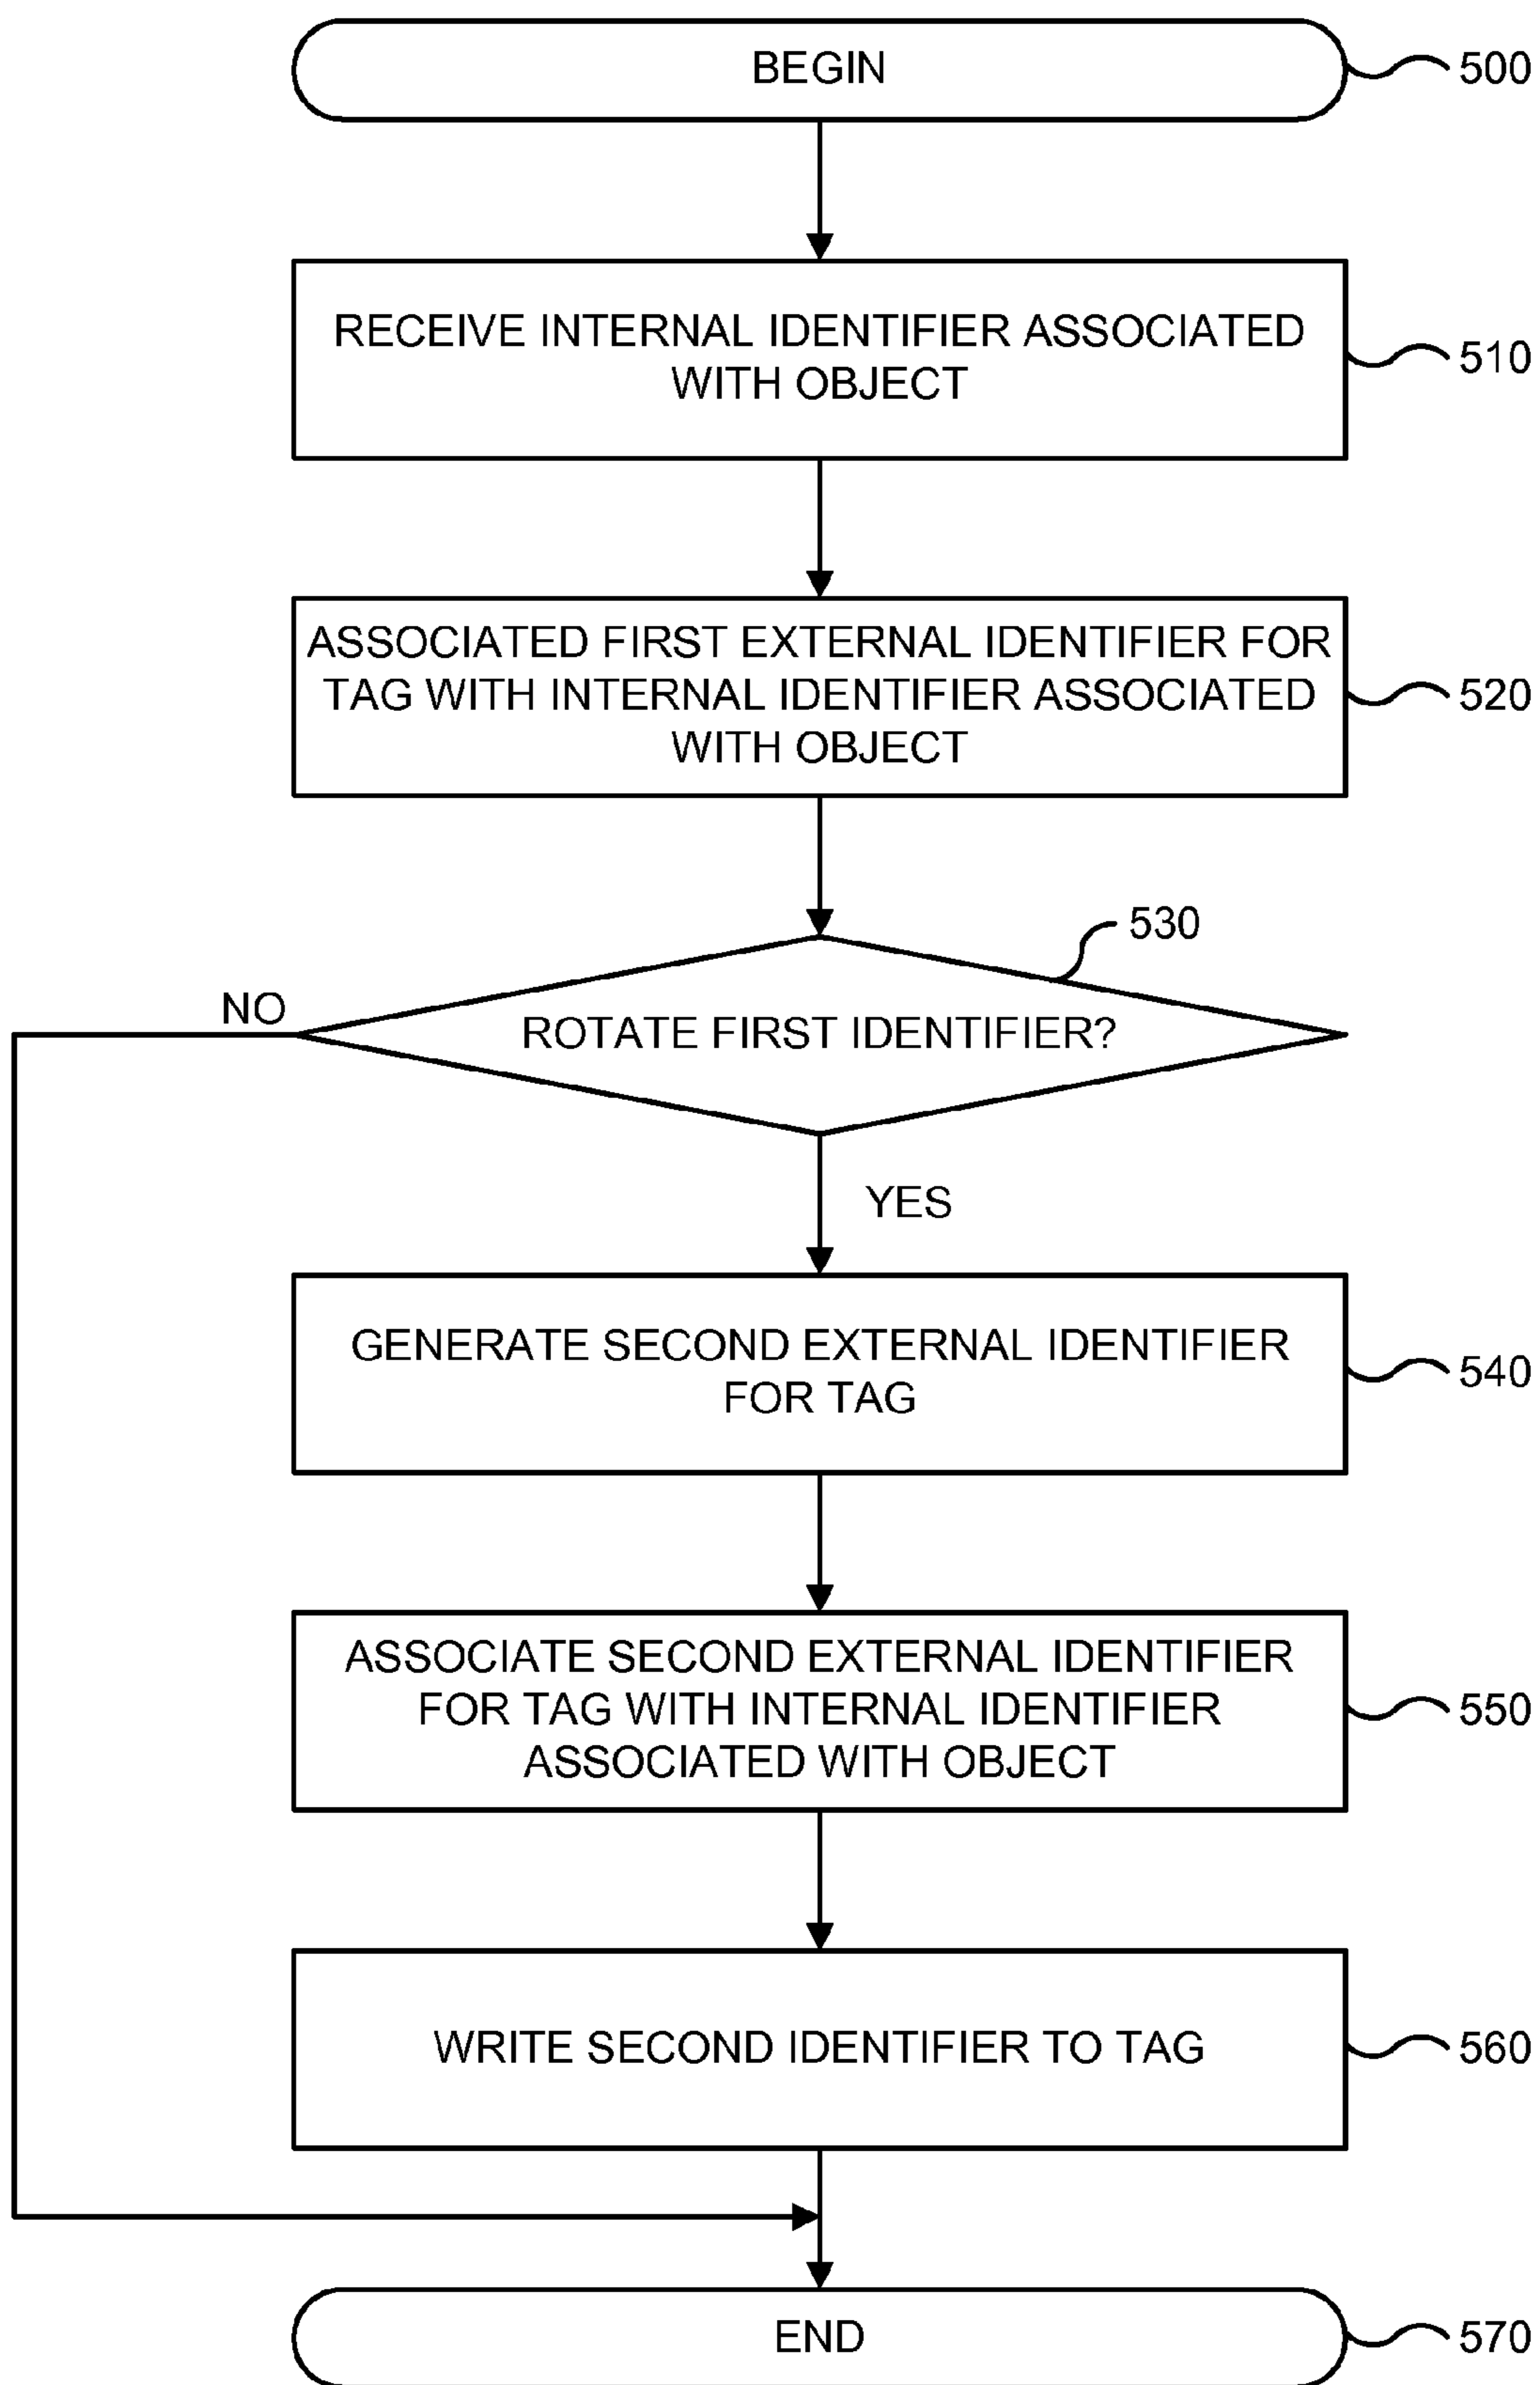 BEGIN
500
RECEIVE INTERNAL IDENTIFIER ASSOCIATED
WITH OBJECT
510
ASSOCIATED FIRST EXTERNAL IDENTIFIER FOR
TAG WITH INTERNAL IDENTIFIER ASSOCIATED
WITH OBJECT
520
530
NO
ROTATE FIRST IDENTIFIER?
YES
GENERATE SECOND EXTERNAL IDENTIFIER
FOR TAG
540
ASSOCIATE SECOND EXTERNAL IDENTIFIER
FOR TAG WITH INTERNAL IDENTIFIER
ASSOCIATED WITH OBJECT
550
WRITE SECOND IDENTIFIER TO TAG
560
END
570